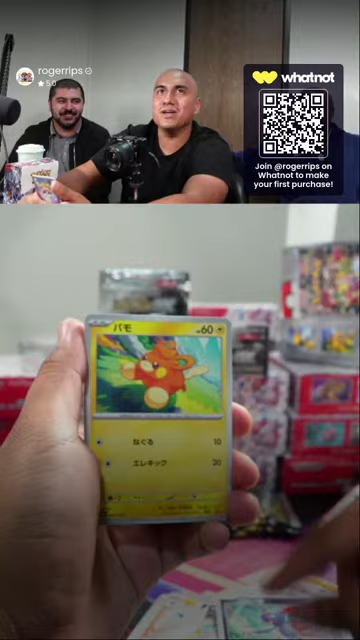 rogerrips
★ 5.0
whatnot
Join @rogerrips on
Whatnot to make
your first purchase!
パモ
HP60
なぐる 10
エレキック 20